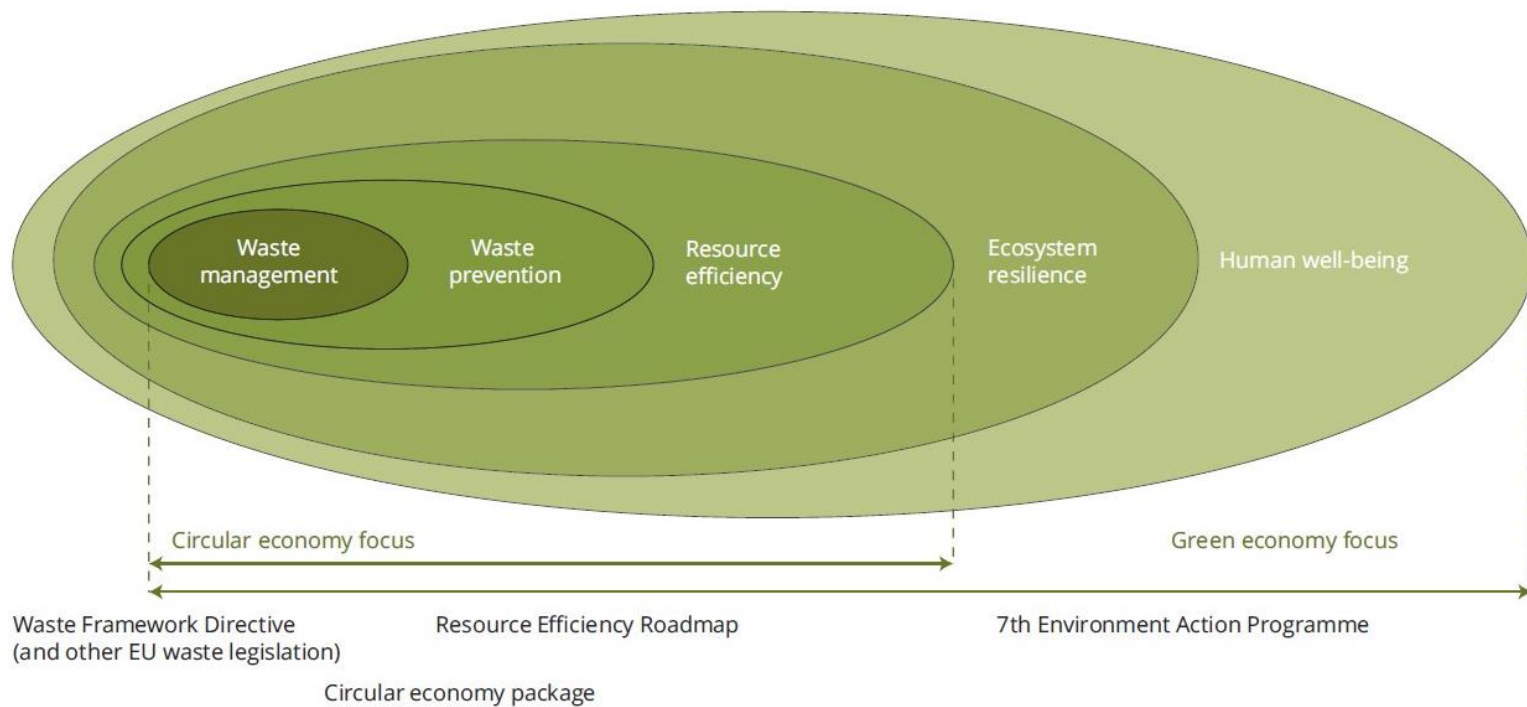 Waste
management
Waste
prevention
Resource
efficiency
Ecosystem
resilience
Human well-being
Circular economy focus
Green economy focus
Waste Framework Directive
(and other EU waste legislation)
Resource Efficiency Roadmap
7th Environment Action Programme
Circular economy package